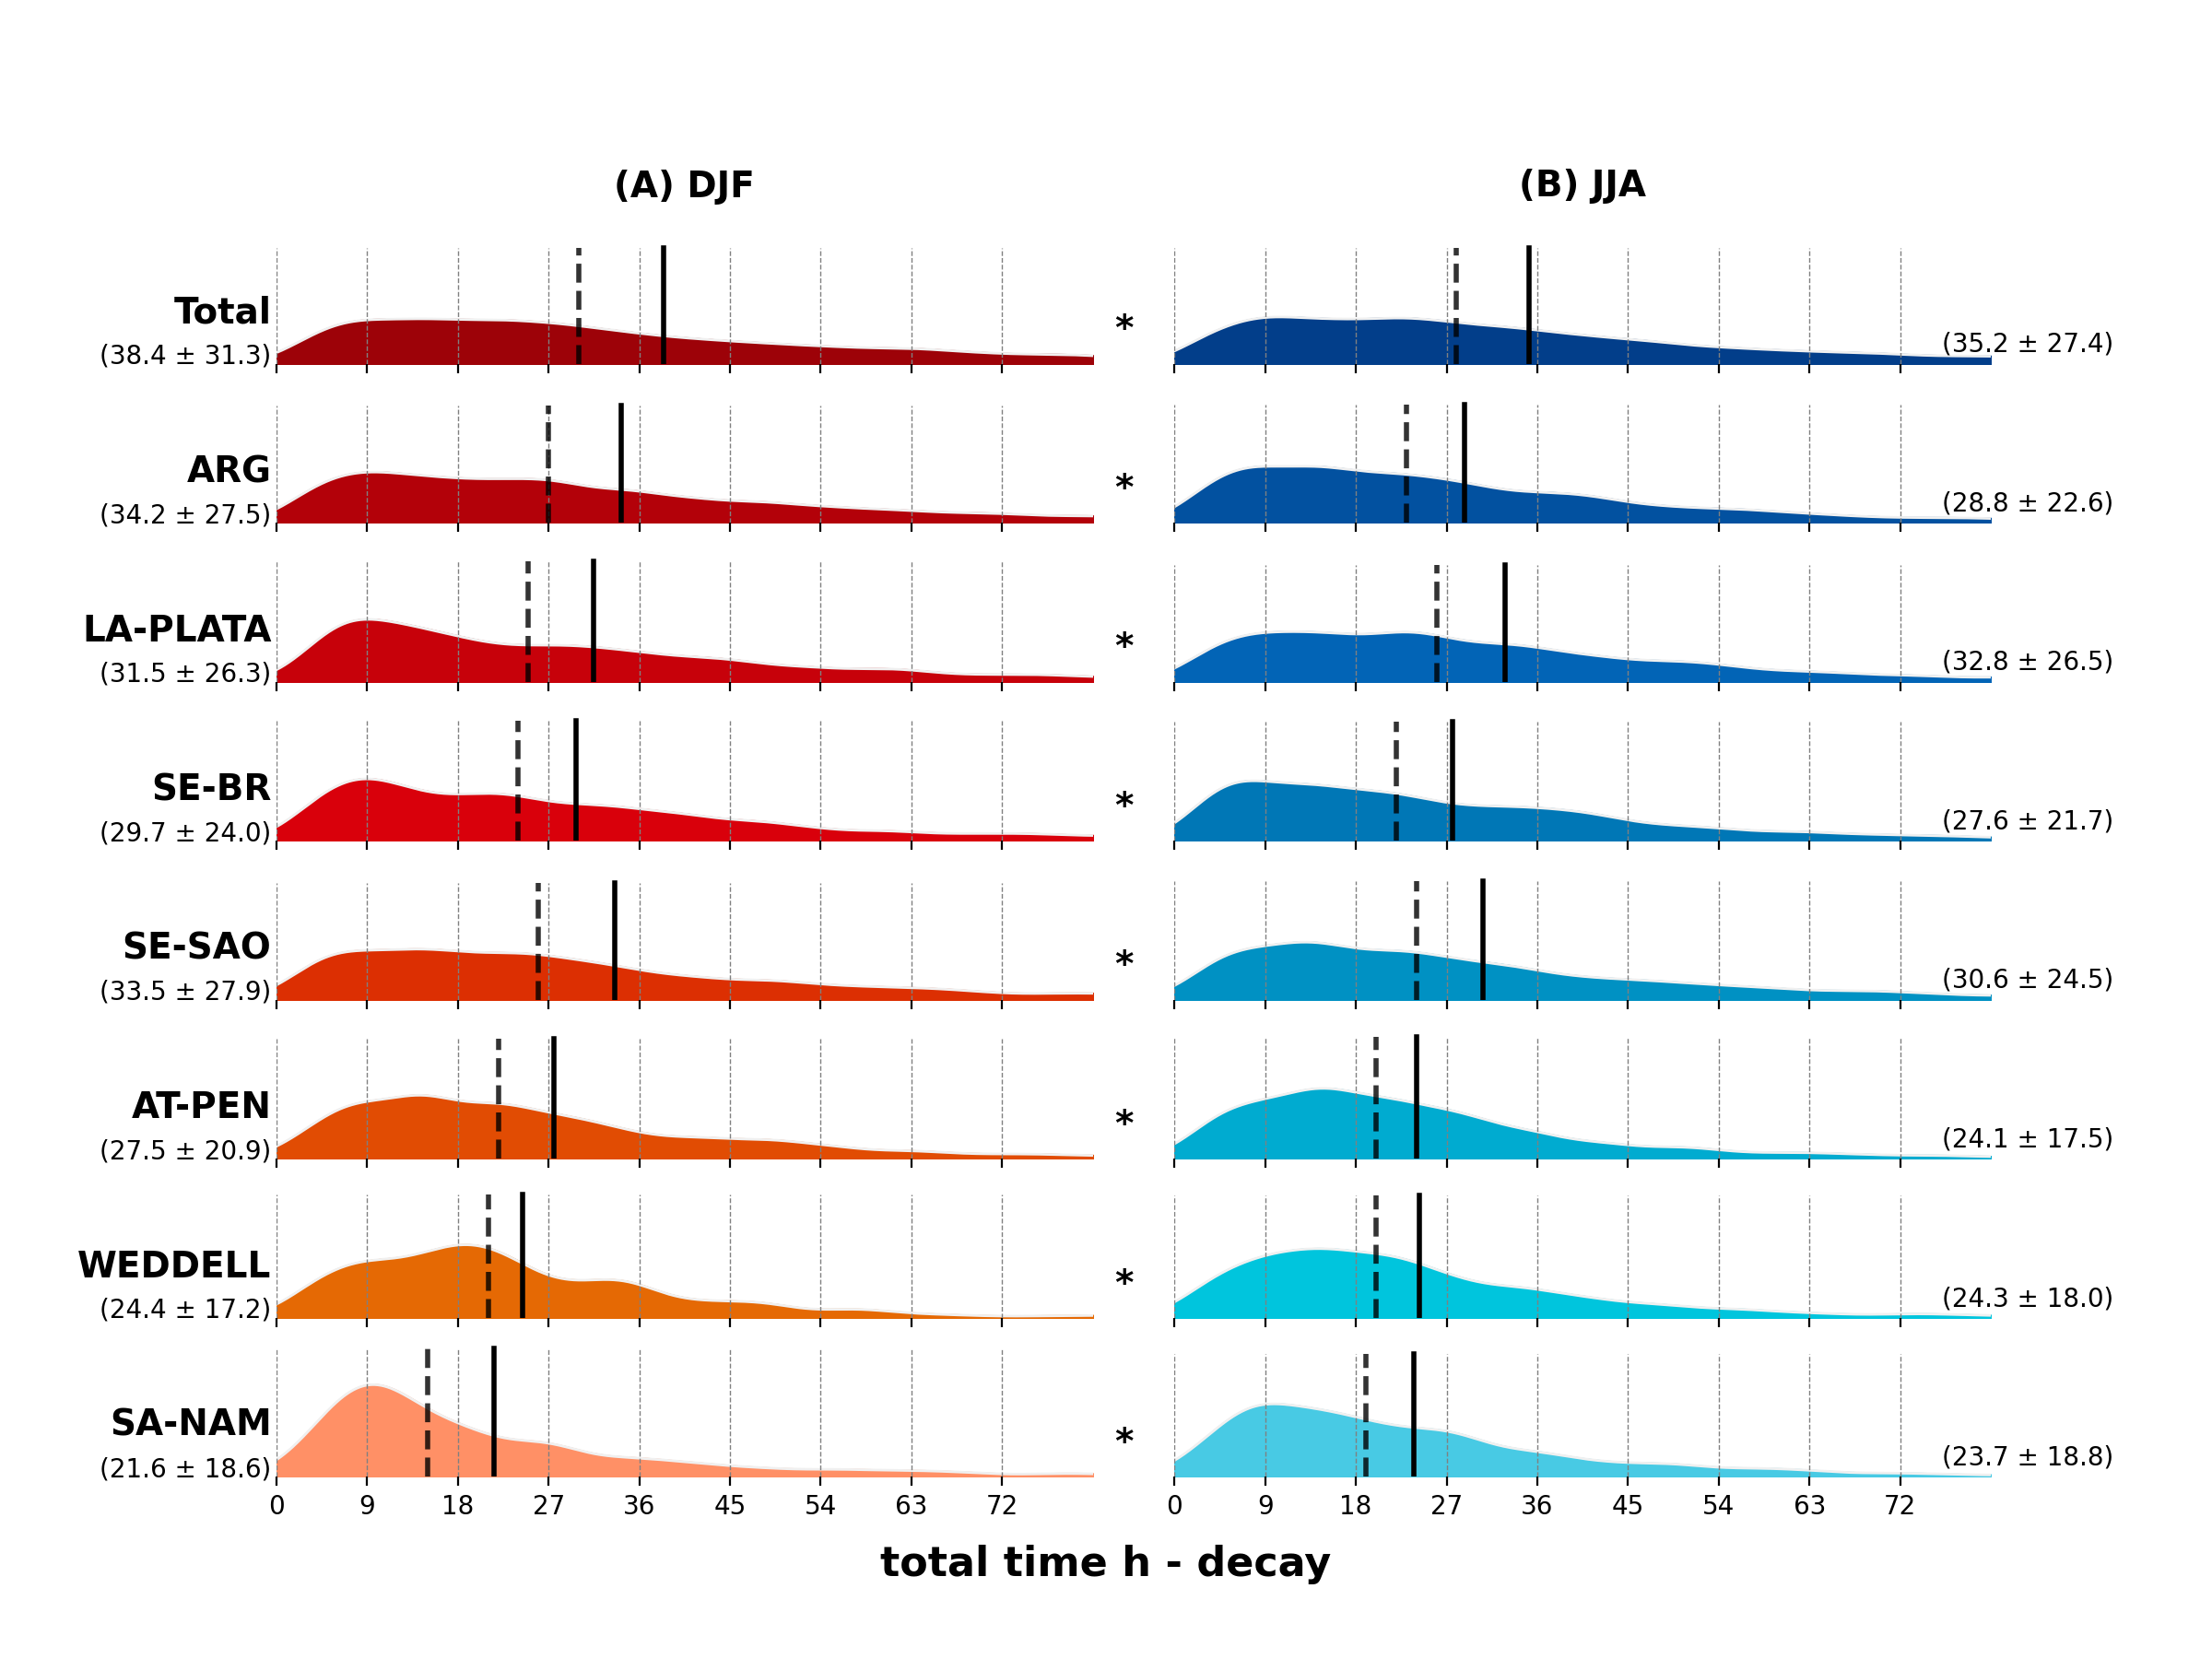 (A) DJF
(B) JJA
Total
(38.4 ± 31.3)
*
(35.2 ± 27.4)
ARG
(34.2 ± 27.5)
*
(28.8 ± 22.6)
LA-PLATA
(31.5 ± 26.3)
*
(32.8 ± 26.5)
SE-BR
(29.7 ± 24.0)
*
(27.6 ± 21.7)
SE-SAO
(33.5 ± 27.9)
*
(30.6 ± 24.5)
AT-PEN
(27.5 ± 20.9)
*
(24.1 ± 17.5)
WEDDELL
(24.4 ± 17.2)
*
(24.3 ± 18.0)
SA-NAM
(21.6 ± 18.6)
*
(23.7 ± 18.8)
0 9 18 27 36 45 54 63 72
0 9 18 27 36 45 54 63 72
total time h - decay